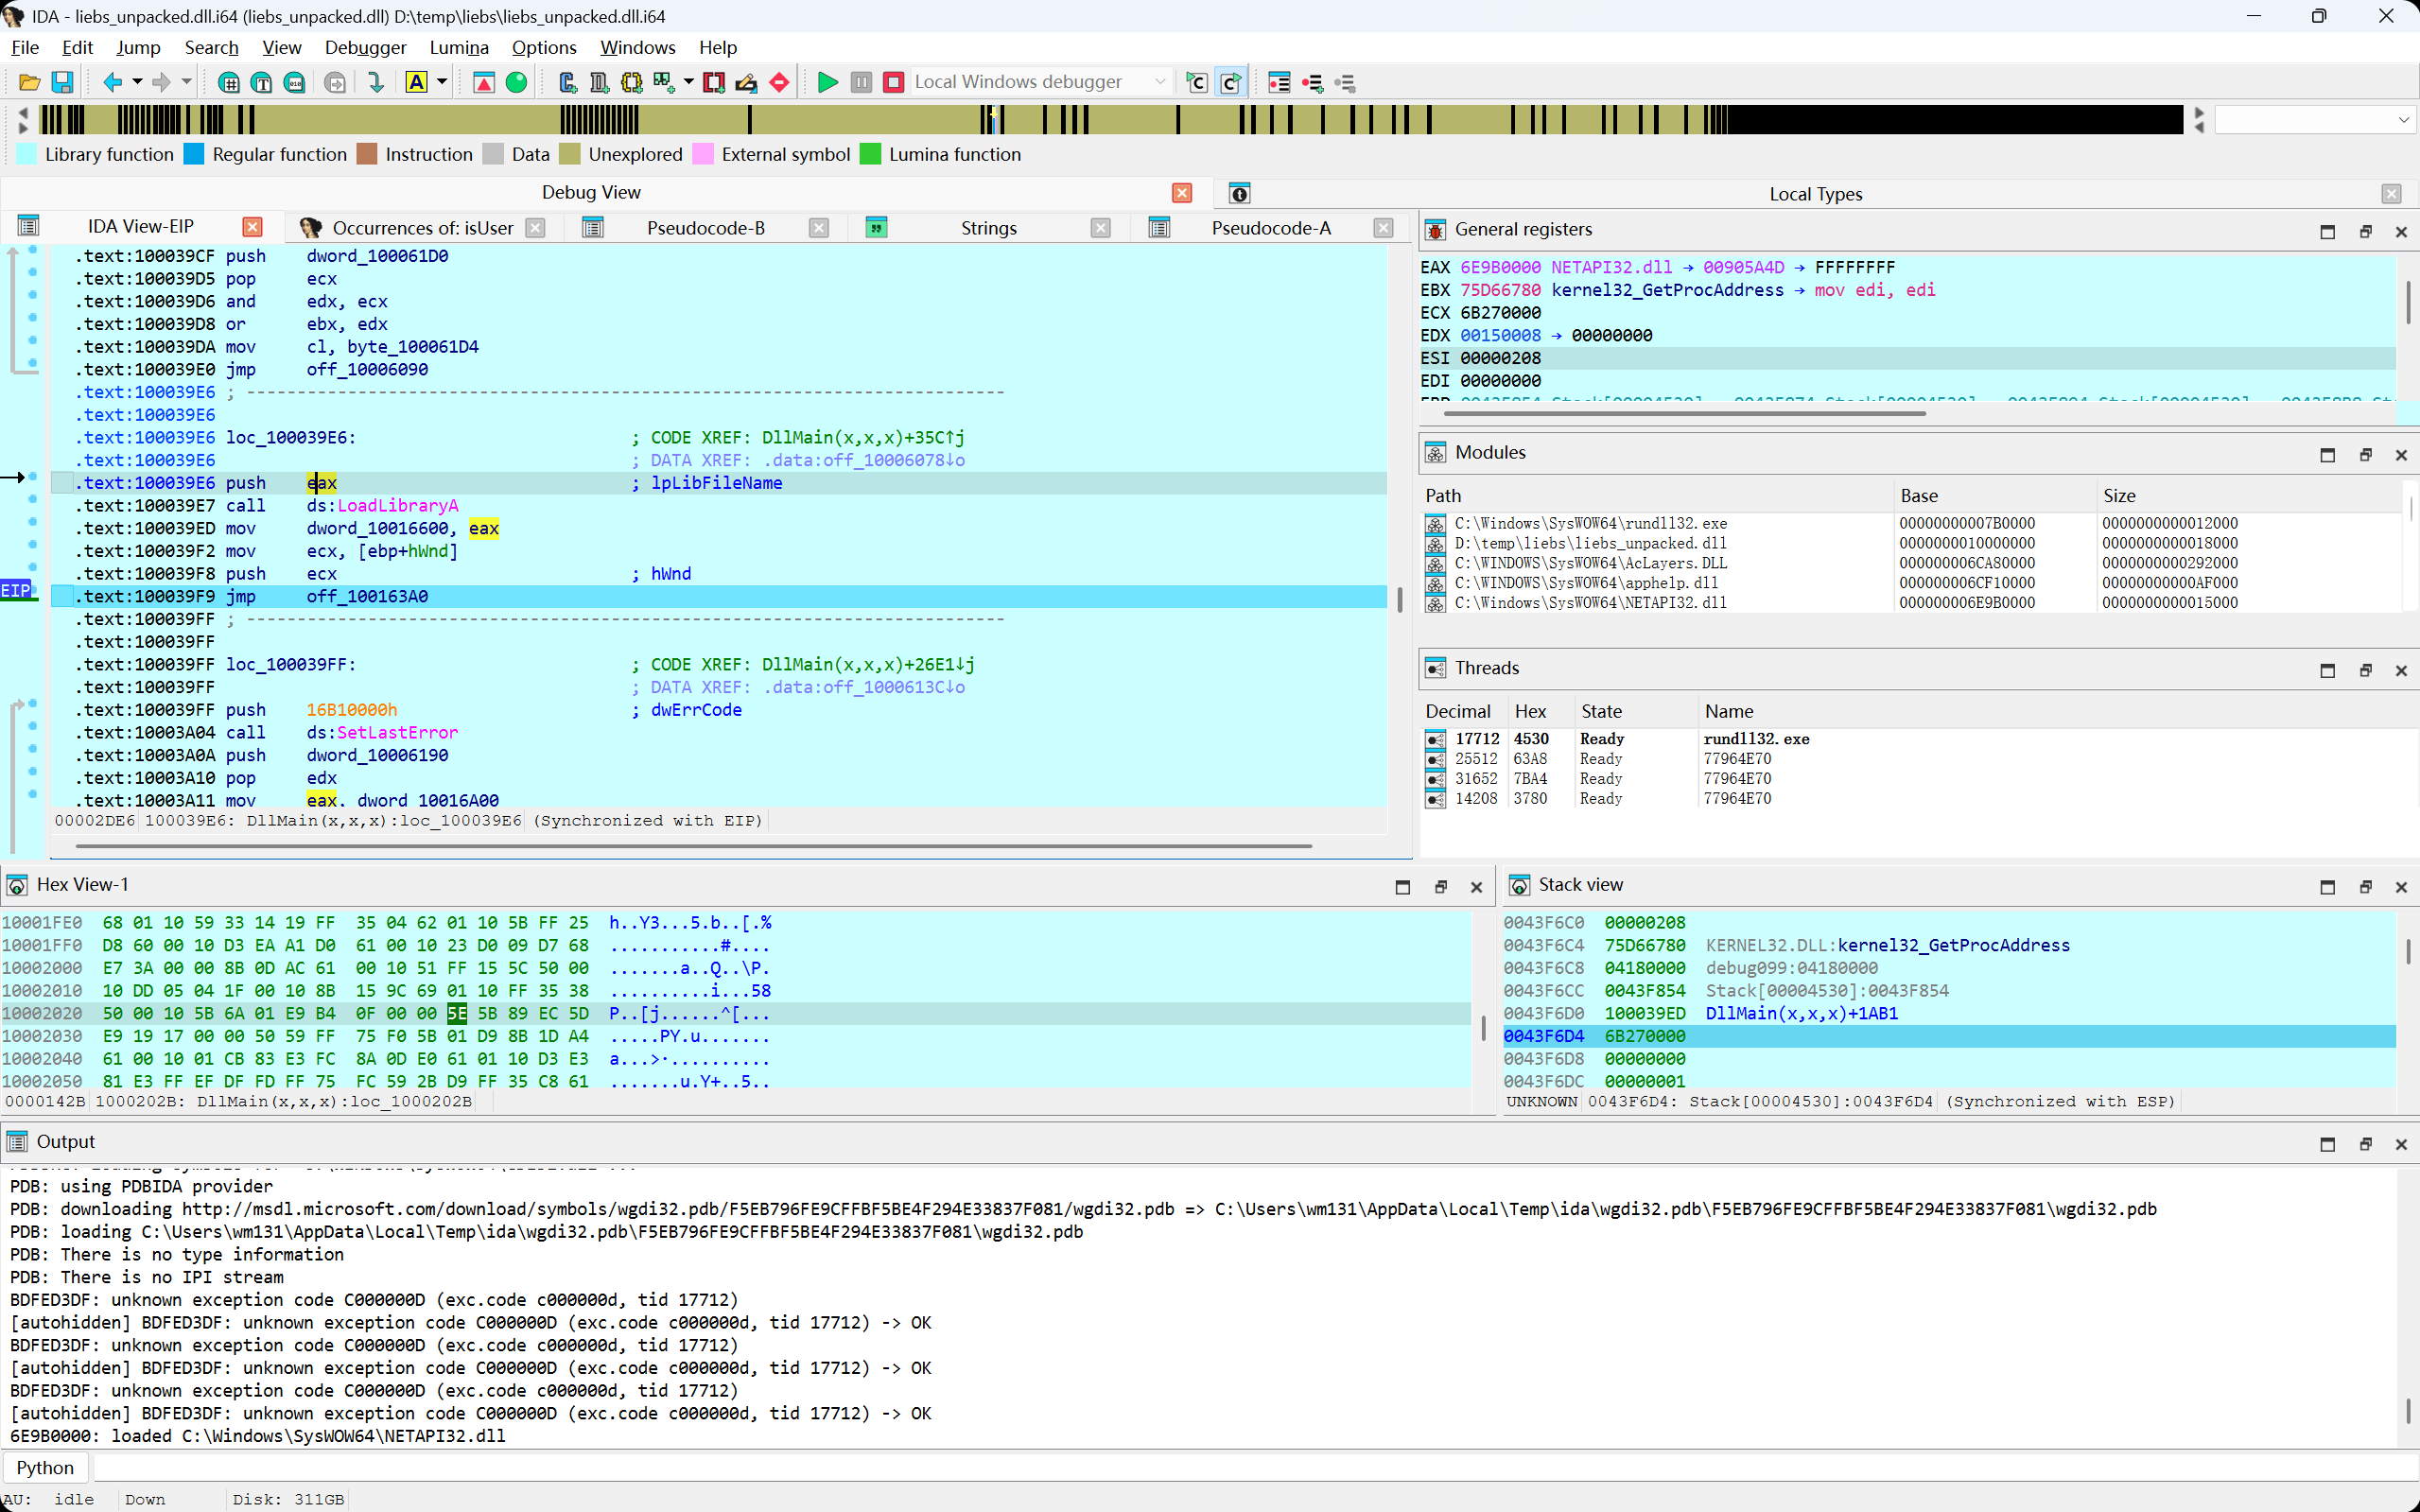 IDA - liebs_unpacked.dll.i64 (liebs_unpacked.dll) D:\temp\liebs\liebs_unpacked.dll.i64
File Edit Jump Search View Debugger Lumina Options Windows Help
Local Windows debugger
Library function Regular function Instruction Data Unexplored External symbol Lumina function
Debug View Local Types
IDA View-EIP Occurrences of: isUser Pseudocode-B Strings Pseudocode-A
.text:100039CF push dword_100061D0
.text:100039D5 pop ecx
.text:100039D6 and edx, ecx
.text:100039D8 or ebx, edx
.text:100039DA mov cl, byte_100061D4
.text:100039E0 jmp off_10006090
.text:100039E6 ; ---------------------------------------------------------------------------
.text:100039E6
.text:100039E6 loc_100039E6: ; CODE XREF: DllMain(x,x,x)+35C↑j
.text:100039E6 ; DATA XREF: .data:off_10006078↓o
.text:100039E6 push eax ; lpLibFileName
.text:100039E7 call ds:LoadLibraryA
.text:100039ED mov dword_10016600, eax
.text:100039F2 mov ecx, [ebp+hWnd]
.text:100039F8 push ecx ; hWnd
EIP
.text:100039F9 jmp off_100163A0
.text:100039FF ; ---------------------------------------------------------------------------
.text:100039FF
.text:100039FF loc_100039FF: ; CODE XREF: DllMain(x,x,x)+26E1↓j
.text:100039FF ; DATA XREF: .data:off_1000613C↓o
.text:100039FF push 16B10000h ; dwErrCode
.text:10003A04 call ds:SetLastError
.text:10003A0A push dword_10006190
.text:10003A10 pop edx
.text:10003A11 mov eax, dword_10016A00
00002DE6 100039E6: DllMain(x,x,x):loc_100039E6 (Synchronized with EIP)
General registers
EAX 6E9B0000 NETAPI32.dll → 00905A4D → FFFFFFFF
EBX 75D66780 kernel32_GetProcAddress → mov edi, edi
ECX 6B270000
EDX 00150008 → 00000000
ESI 00000208
EDI 00000000
Modules
Path Base Size
C:\Windows\SysWOW64\rundll32.exe 00000000007B0000 0000000000012000
D:\temp\liebs\liebs_unpacked.dll 0000000010000000 0000000000018000
C:\WINDOWS\SysWOW64\AcLayers.DLL 000000006CA80000 0000000000292000
C:\WINDOWS\SysWOW64\apphelp.dll 000000006CF10000 00000000000AF000
C:\Windows\SysWOW64\NETAPI32.dll 000000006E9B0000 0000000000015000
Threads
Decimal Hex State Name
17712 4530 Ready rundll32.exe
25512 63A8 Ready 77964E70
31652 7BA4 Ready 77964E70
14208 3780 Ready 77964E70
Hex View-1
10001FE0 68 01 10 59 33 14 19 FF 35 04 62 01 10 5B FF 25 h..Y3...5.b..[.%
10001FF0 D8 60 00 10 D3 EA A1 D0 61 00 10 23 D0 09 D7 68 ...........#....
10002000 E7 3A 00 00 8B 0D AC 61 00 10 51 FF 15 5C 50 00 .......a..Q..\P.
10002010 10 DD 05 04 1F 00 10 8B 15 9C 69 01 10 FF 35 38 ..........i...58
10002020 50 00 10 5B 6A 01 E9 B4 0F 00 00 5E 5B 89 EC 5D P..[j......^[...
10002030 E9 19 17 00 00 50 59 FF 75 F0 5B 01 D9 8B 1D A4 .....PY.u.......
10002040 61 00 10 01 CB 83 E3 FC 8A 0D E0 61 01 10 D3 E3 a...>·..........
10002050 81 E3 FF EF DF FD FF 75 FC 59 2B D9 FF 35 C8 61 .......u.Y+..5..
0000142B 1000202B: DllMain(x,x,x):loc_1000202B
Stack view
0043F6C0 00000208
0043F6C4 75D66780 KERNEL32.DLL:kernel32_GetProcAddress
0043F6C8 04180000 debug099:04180000
0043F6CC 0043F854 Stack[00004530]:0043F854
0043F6D0 100039ED DllMain(x,x,x)+1AB1
0043F6D4 6B270000
0043F6D8 00000000
0043F6DC 00000001
UNKNOWN 0043F6D4: Stack[00004530]:0043F6D4 (Synchronized with ESP)
Output
PDB: using PDBIDA provider
PDB: downloading http://msdl.microsoft.com/download/symbols/wgdi32.pdb/F5EB796FE9CFFBF5BE4F294E33837F081/wgdi32.pdb => C:\Users\wm131\AppData\Local\Temp\ida\wgdi32.pdb\F5EB796FE9CFFBF5BE4F294E33837F081\wgdi32.pdb
PDB: loading C:\Users\wm131\AppData\Local\Temp\ida\wgdi32.pdb\F5EB796FE9CFFBF5BE4F294E33837F081\wgdi32.pdb
PDB: There is no type information
PDB: There is no IPI stream
BDFED3DF: unknown exception code C000000D (exc.code c000000d, tid 17712)
[autohidden] BDFED3DF: unknown exception code C000000D (exc.code c000000d, tid 17712) -> OK
BDFED3DF: unknown exception code C000000D (exc.code c000000d, tid 17712)
[autohidden] BDFED3DF: unknown exception code C000000D (exc.code c000000d, tid 17712) -> OK
BDFED3DF: unknown exception code C000000D (exc.code c000000d, tid 17712)
[autohidden] BDFED3DF: unknown exception code C000000D (exc.code c000000d, tid 17712) -> OK
6E9B0000: loaded C:\Windows\SysWOW64\NETAPI32.dll
Python
AU: idle Down Disk: 311GB